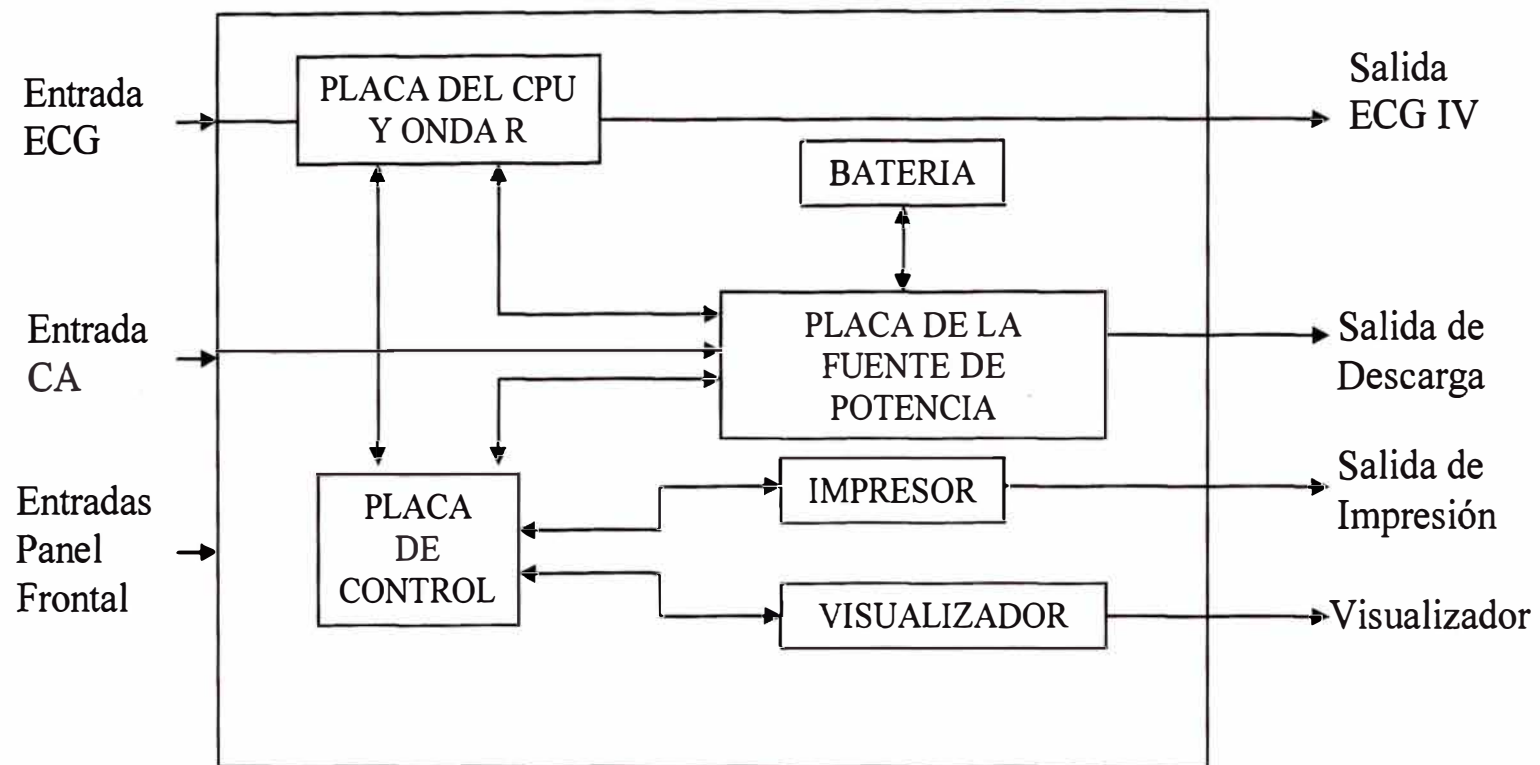 Entrada
ECG
PLACA DEL CPU
Y ONDA R
Salida
ECG IV
BATERIA
Entrada
CA
PLACA DE LA
FUENTE DE
POTENCIA
Salida de
Descarga
Entradas
Panel
Frontal
PLACA
DE
CONTROL
IMPRESOR
Salida de
Impresión
VISUALIZADOR
Visualizador